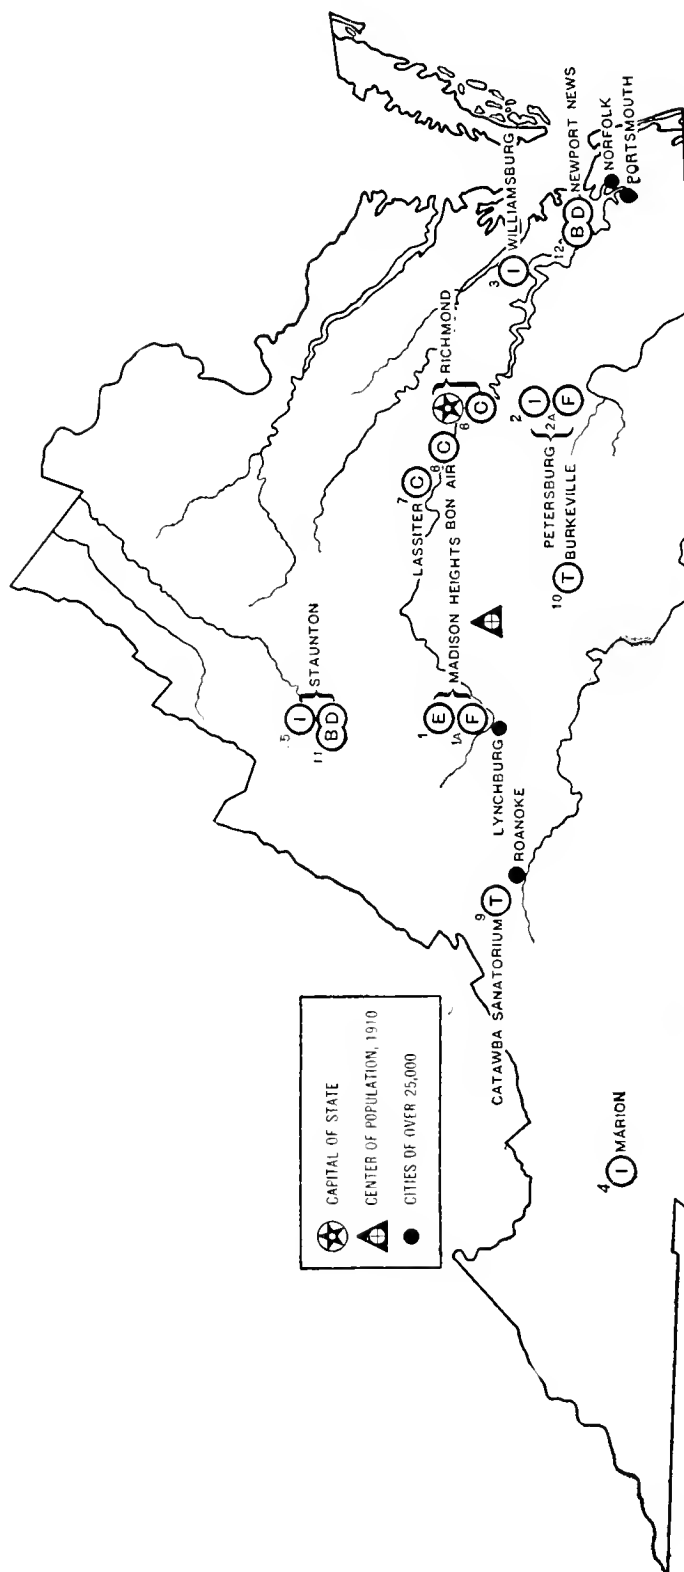 CAPITAL OF STATE
CENTER OF POPULATION, 1910
CITIES OF OVER 25,000
5 I
11 B D
STAUNTON
1 E
1A F
MADISON HEIGHTS
LYNCHBURG
ROANOKE
9 T
CATAWBA SANATORIUM
4 I MARION
7 C
LASSITER
8 C
BON AIR
6 C
RICHMOND
3 I WILLIAMSBURG
12 B D NEWPORT NEWS
NORFOLK
PORTSMOUTH
2 I
2A F
PETERSBURG
10 T BURKEVILLE